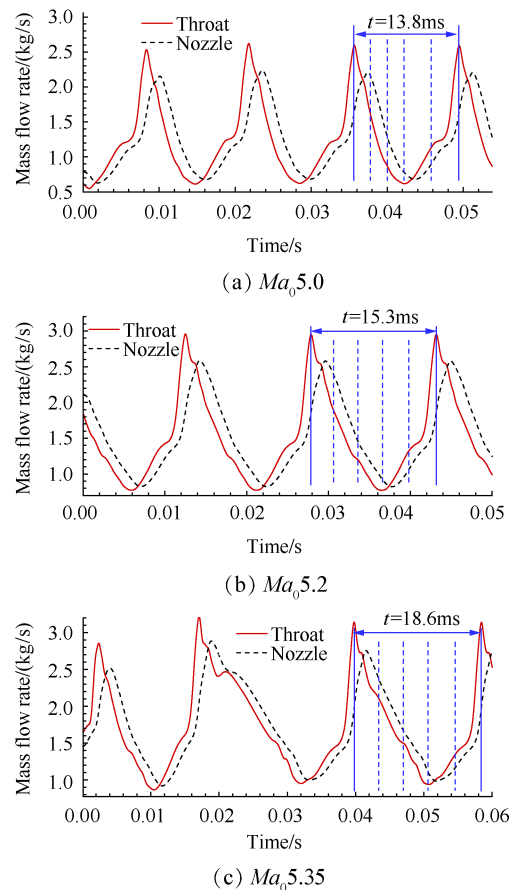 Mass flow rate/(kg/s)
2.5
2.0
1.5
1.0
0.5
Throat
Nozzle
t=13.8ms
0.00 0.01 0.02 0.03 0.04 0.05
Time/s
(a) Ma₀5.0
Mass flow rate/(kg/s)
3.0
2.5
2.0
1.5
1.0
Throat
Nozzle
t=15.3ms
0.00 0.01 0.02 0.03 0.04 0.05
Time/s
(b) Ma₀5.2
Mass flow rate/(kg/s)
3.0
2.5
2.0
1.5
1.0
Throat
Nozzle
t=18.6ms
0.00 0.01 0.02 0.03 0.04 0.05 0.06
Time/s
(c) Ma₀5.35